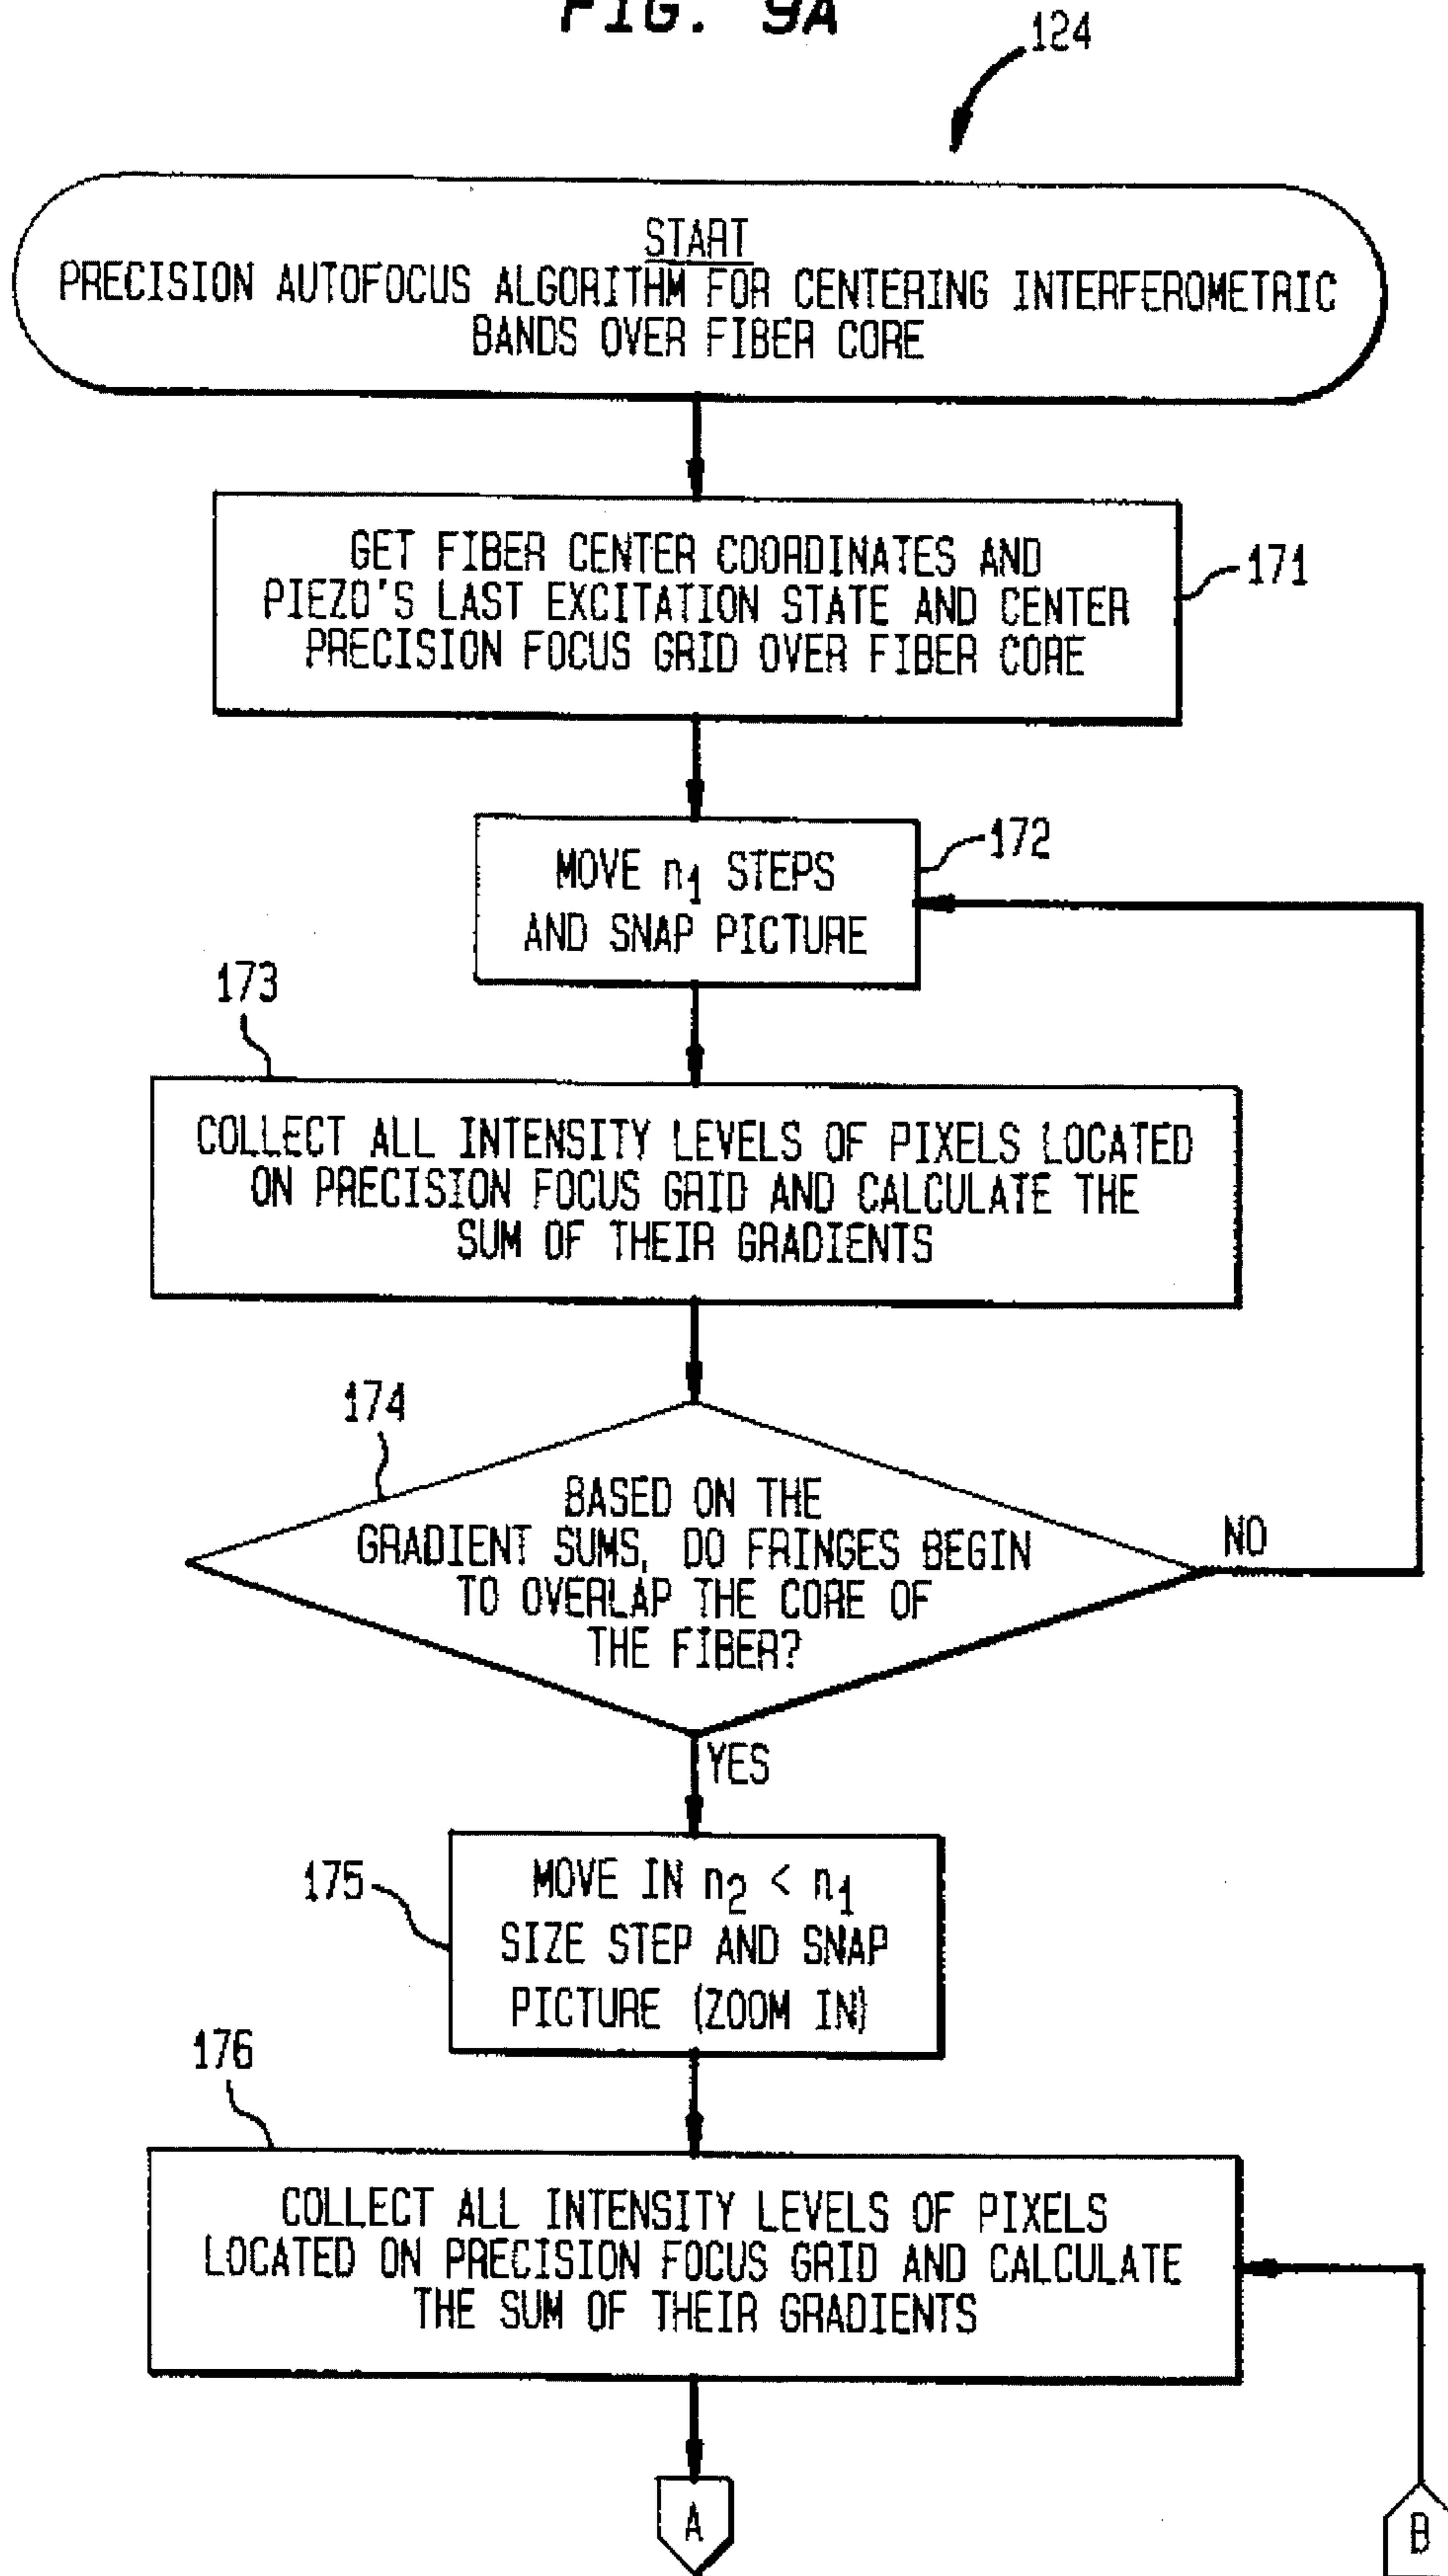 FIG. 9A
124
START
PRECISION AUTOFOCUS ALGORITHM FOR CENTERING INTERFEROMETRIC
BANDS OVER FIBER CORE
GET FIBER CENTER COORDINATES AND
PIEZO'S LAST EXCITATION STATE AND CENTER
PRECISION FOCUS GRID OVER FIBER CORE
171
MOVE n1 STEPS
AND SNAP PICTURE
172
173
COLLECT ALL INTENSITY LEVELS OF PIXELS LOCATED
ON PRECISION FOCUS GRID AND CALCULATE THE
SUM OF THEIR GRADIENTS
174
BASED ON THE
GRADIENT SUMS, DO FRINGES BEGIN
TO OVERLAP THE CORE OF
THE FIBER?
NO
YES
175
MOVE IN n2 < n1
SIZE STEP AND SNAP
PICTURE (ZOOM IN)
176
COLLECT ALL INTENSITY LEVELS OF PIXELS
LOCATED ON PRECISION FOCUS GRID AND CALCULATE
THE SUM OF THEIR GRADIENTS
A
B